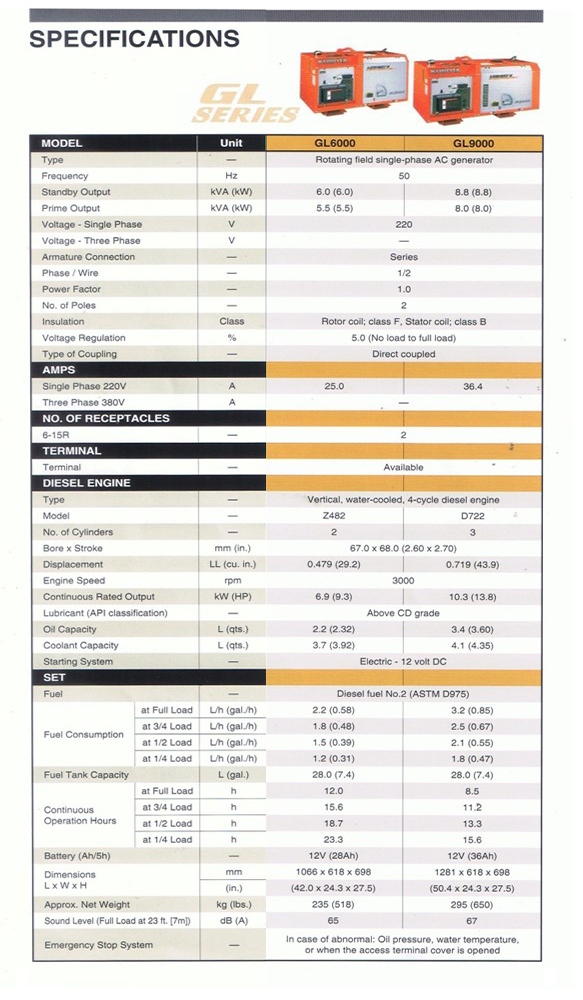 SPECIFICATIONS
GL
SERIES
MODEL Unit GL6000 GL9000
Type — Rotating field single-phase AC generator
Frequency Hz 50
Standby Output kVA (kW) 6.0 (6.0) 8.8 (8.8)
Prime Output kVA (kW) 5.5 (5.5) 8.0 (8.0)
Voltage - Single Phase V 220
Voltage - Three Phase V —
Armature Connection — Series
Phase / Wire — 1/2
Power Factor — 1.0
No. of Poles — 2
Insulation Class Rotor coil; class F, Stator coil; class B
Voltage Regulation % 5.0 (No load to full load)
Type of Coupling — Direct coupled
AMPS
Single Phase 220V A 25.0 36.4
Three Phase 380V A —
NO. OF RECEPTACLES
6-15R — 2
TERMINAL
Terminal — Available
DIESEL ENGINE
Type — Vertical, water-cooled, 4-cycle diesel engine
Model — Z482 D722
No. of Cylinders — 2 3
Bore x Stroke mm (in.) 67.0 x 68.0 (2.60 x 2.70)
Displacement LL (cu. in.) 0.479 (29.2) 0.719 (43.9)
Engine Speed rpm 3000
Continuous Rated Output kW (HP) 6.9 (9.3) 10.3 (13.8)
Lubricant (API classification) — Above CD grade
Oil Capacity L (qts.) 2.2 (2.32) 3.4 (3.60)
Coolant Capacity L (qts.) 3.7 (3.92) 4.1 (4.35)
Starting System — Electric - 12 volt DC
SET
Fuel — Diesel fuel No.2 (ASTM D975)
Fuel Consumption
at Full Load L/h (gal./h) 2.2 (0.58) 3.2 (0.85)
at 3/4 Load L/h (gal./h) 1.8 (0.48) 2.5 (0.67)
at 1/2 Load L/h (gal./h) 1.5 (0.39) 2.1 (0.55)
at 1/4 Load L/h (gal./h) 1.2 (0.31) 1.8 (0.47)
Fuel Tank Capacity L (gal.) 28.0 (7.4) 28.0 (7.4)
Continuous
Operation Hours
at Full Load h 12.0 8.5
at 3/4 Load h 15.6 11.2
at 1/2 Load h 18.7 13.3
at 1/4 Load h 23.3 15.6
Battery (Ah/5h) — 12V (28Ah) 12V (36Ah)
Dimensions
L x W x H
mm 1066 x 618 x 698 1281 x 618 x 698
(in.) (42.0 x 24.3 x 27.5) (50.4 x 24.3 x 27.5)
Approx. Net Weight kg (lbs.) 235 (518) 295 (650)
Sound Level (Full Load at 23 ft. [7m]) dB (A) 65 67
Emergency Stop System — In case of abnormal: Oil pressure, water temperature,
or when the access terminal cover is opened